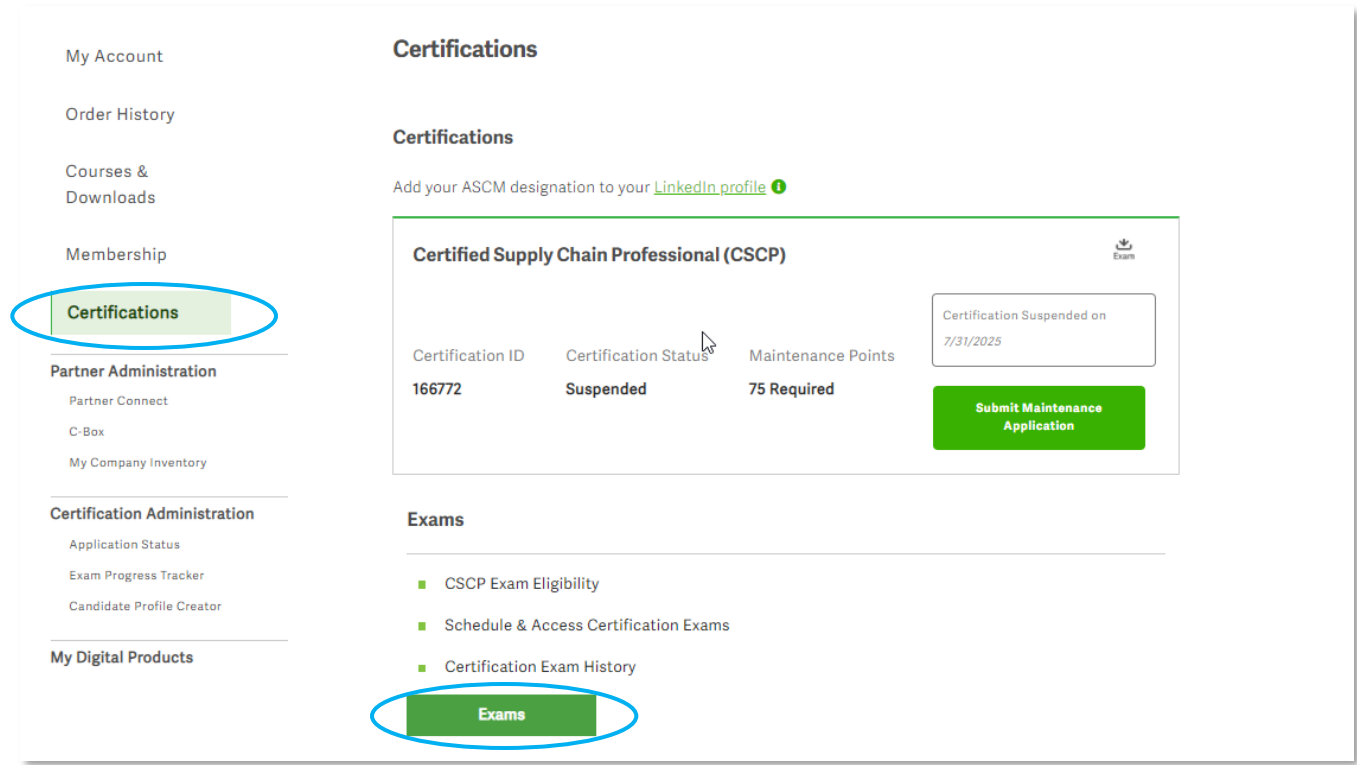 My Account
Order History
Courses &
Downloads
Membership
Certifications
Partner Administration
Partner Connect
C-Box
My Company Inventory
Certification Administration
Application Status
Exam Progress Tracker
Candidate Profile Creator
My Digital Products
Certifications
Certifications
Add your ASCM designation to your LinkedIn profile
Certified Supply Chain Professional (CSCP)
Exam
Certification ID
166772
Certification Status
Suspended
Maintenance Points
75 Required
Certification Suspended on
7/31/2025
Submit Maintenance
Application
Exams
CSCP Exam Eligibility
Schedule & Access Certification Exams
Certification Exam History
Exams